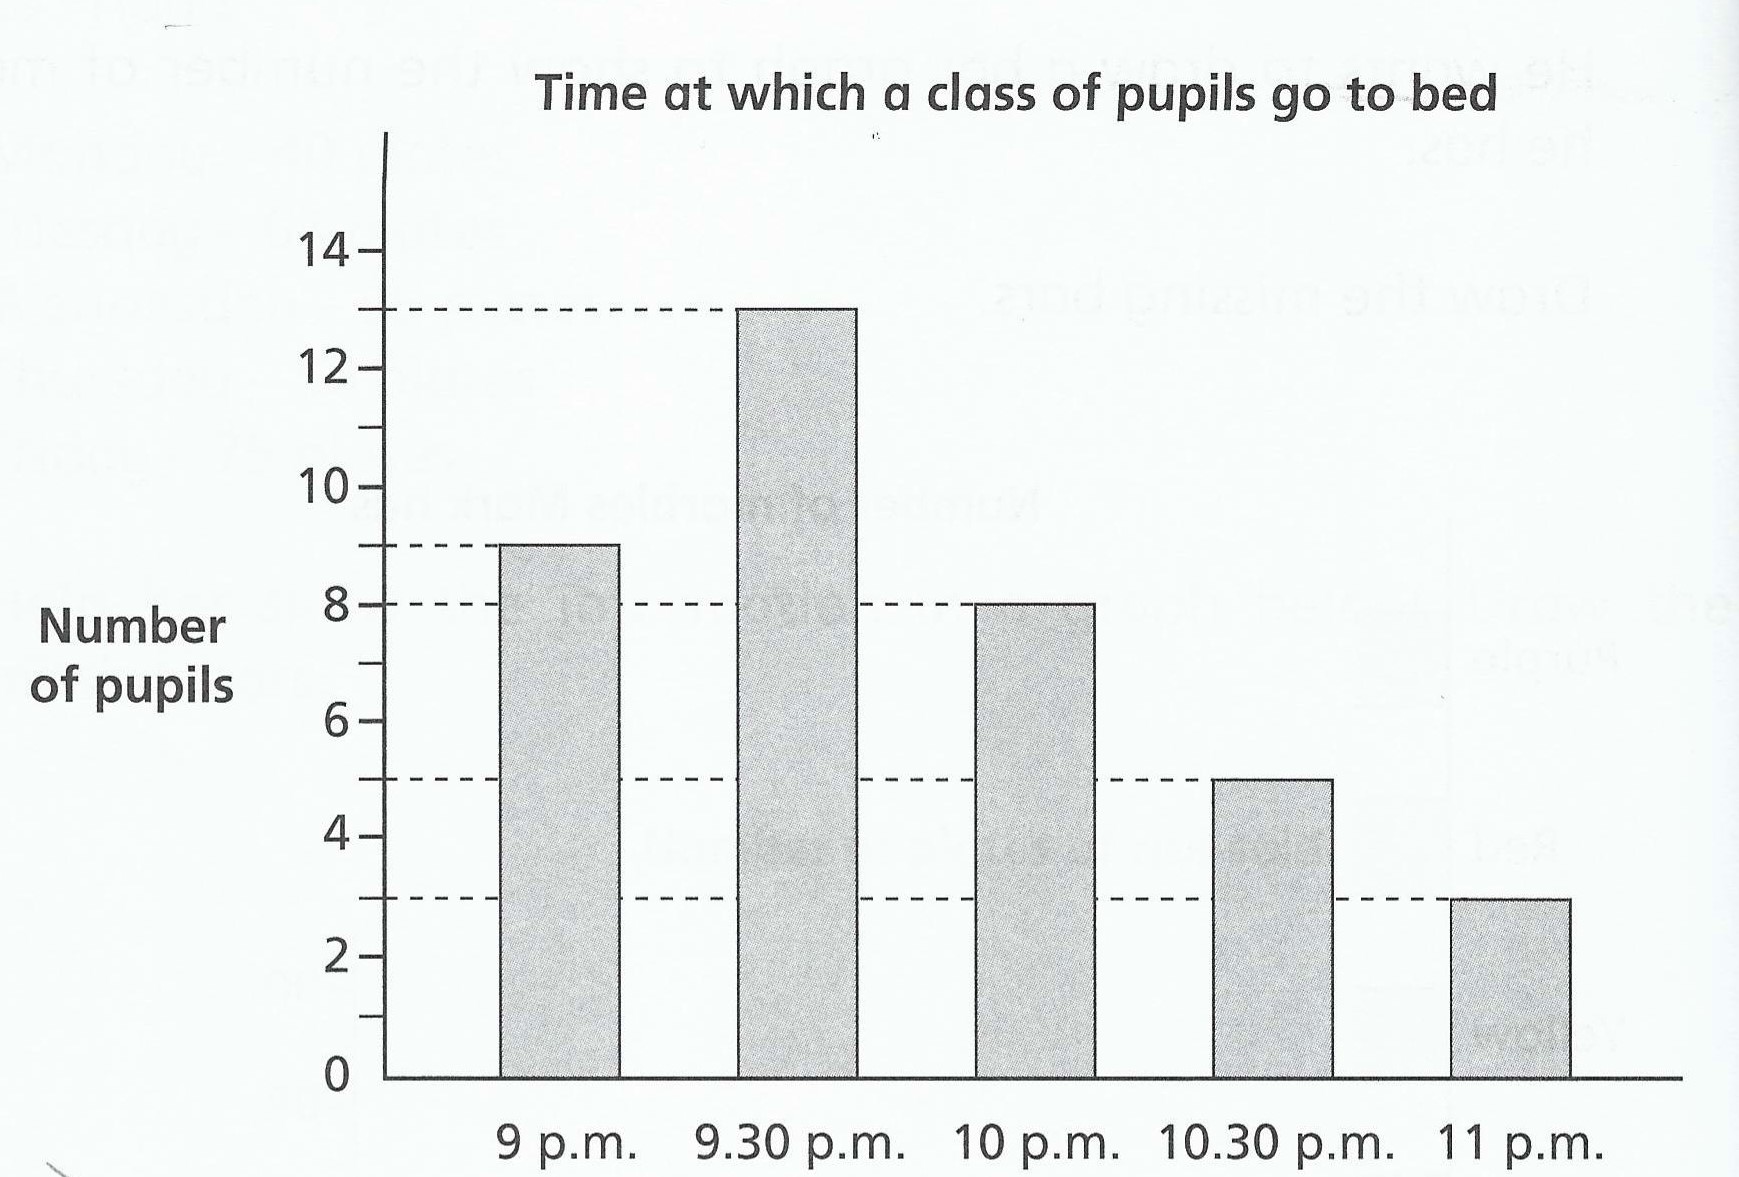 Time at which a class of pupils go to bed
14
12
10
8
6
4
2
0
Number
of pupils
9 p.m. 9.30 p.m. 10 p.m. 10.30 p.m. 11 p.m.